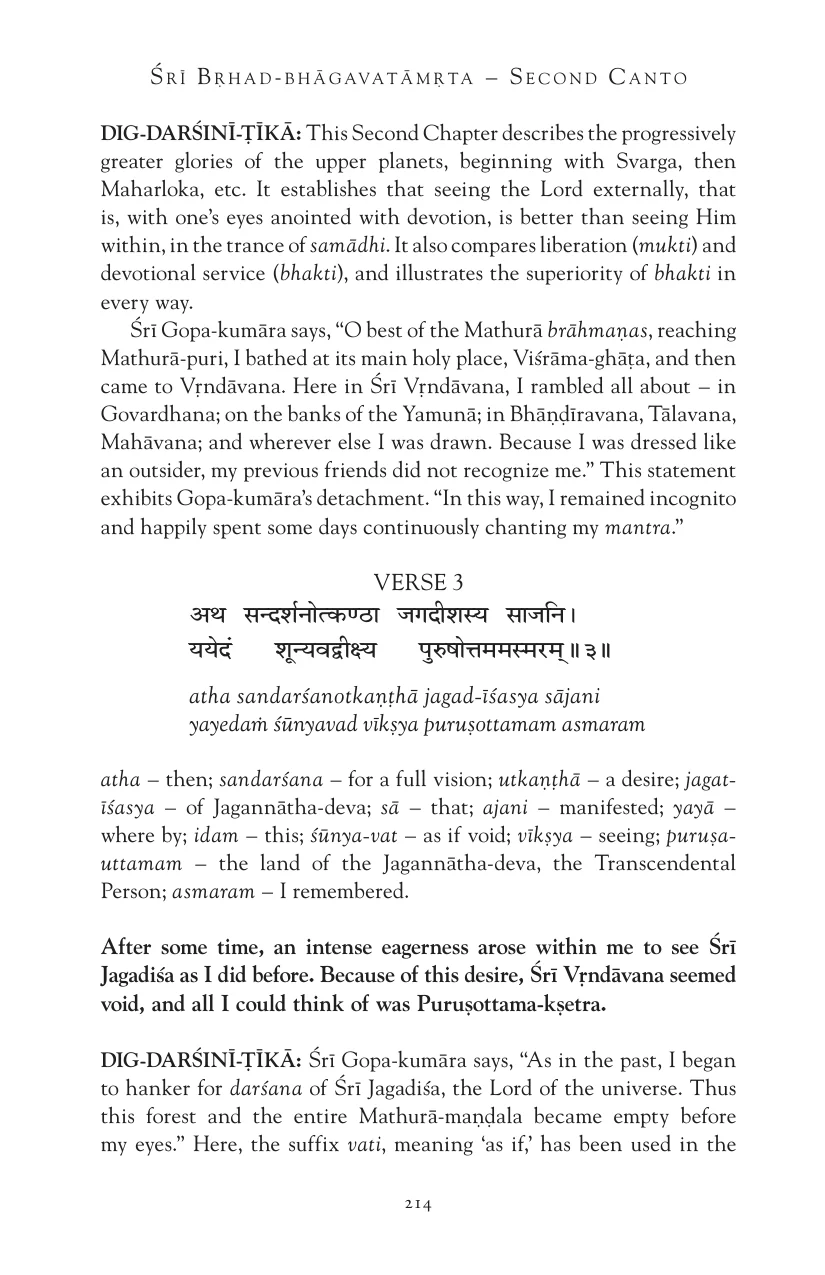 ŚRĪ BṚHAD-BHĀGAVATĀMṚTA – SECOND CANTO
DIG-DARŚINĪ-ṬĪKĀ: This Second Chapter describes the progressively
greater glories of the upper planets, beginning with Svarga, then
Maharloka, etc. It establishes that seeing the Lord externally, that
is, with one’s eyes anointed with devotion, is better than seeing Him
within, in the trance of samādhi. It also compares liberation (mukti) and
devotional service (bhakti), and illustrates the superiority of bhakti in
every way.
Śrī Gopa-kumāra says, “O best of the Mathurā brāhmaṇas, reaching
Mathurā-puri, I bathed at its main holy place, Viśrāma-ghāṭa, and then
came to Vṛndāvana. Here in Śrī Vṛndāvana, I rambled all about – in
Govardhana; on the banks of the Yamunā; in Bhāṇḍīravana, Tālavana,
Mahāvana; and wherever else I was drawn. Because I was dressed like
an outsider, my previous friends did not recognize me.” This statement
exhibits Gopa-kumāra’s detachment. “In this way, I remained incognito
and happily spent some days continuously chanting my mantra.”
VERSE 3
अथ सन्दर्शनोत्कण्ठा जगदीशस्य साजनि।
ययेदं शून्यवद्वीक्ष्य पुरुषोत्तममस्मरम्॥३॥
atha sandarśanotkaṇṭhā jagad-īśasya sājani
yayedaṁ śūnyavad vīkṣya puruṣottamam asmaram
atha – then; sandarśana – for a full vision; utkaṇṭhā – a desire; jagat-
īśasya – of Jagannātha-deva; sā – that; ajani – manifested; yayā –
where by; idam – this; śūnya-vat – as if void; vīkṣya – seeing; puruṣa-
uttamam – the land of the Jagannātha-deva, the Transcendental
Person; asmaram – I remembered.
After some time, an intense eagerness arose within me to see Śrī
Jagadiśa as I did before. Because of this desire, Śrī Vṛndāvana seemed
void, and all I could think of was Puruṣottama-kṣetra.
DIG-DARŚINĪ-ṬĪKĀ: Śrī Gopa-kumāra says, “As in the past, I began
to hanker for darśana of Śrī Jagadiśa, the Lord of the universe. Thus
this forest and the entire Mathurā-maṇḍala became empty before
my eyes.” Here, the suffix vati, meaning ‘as if,’ has been used in the
214